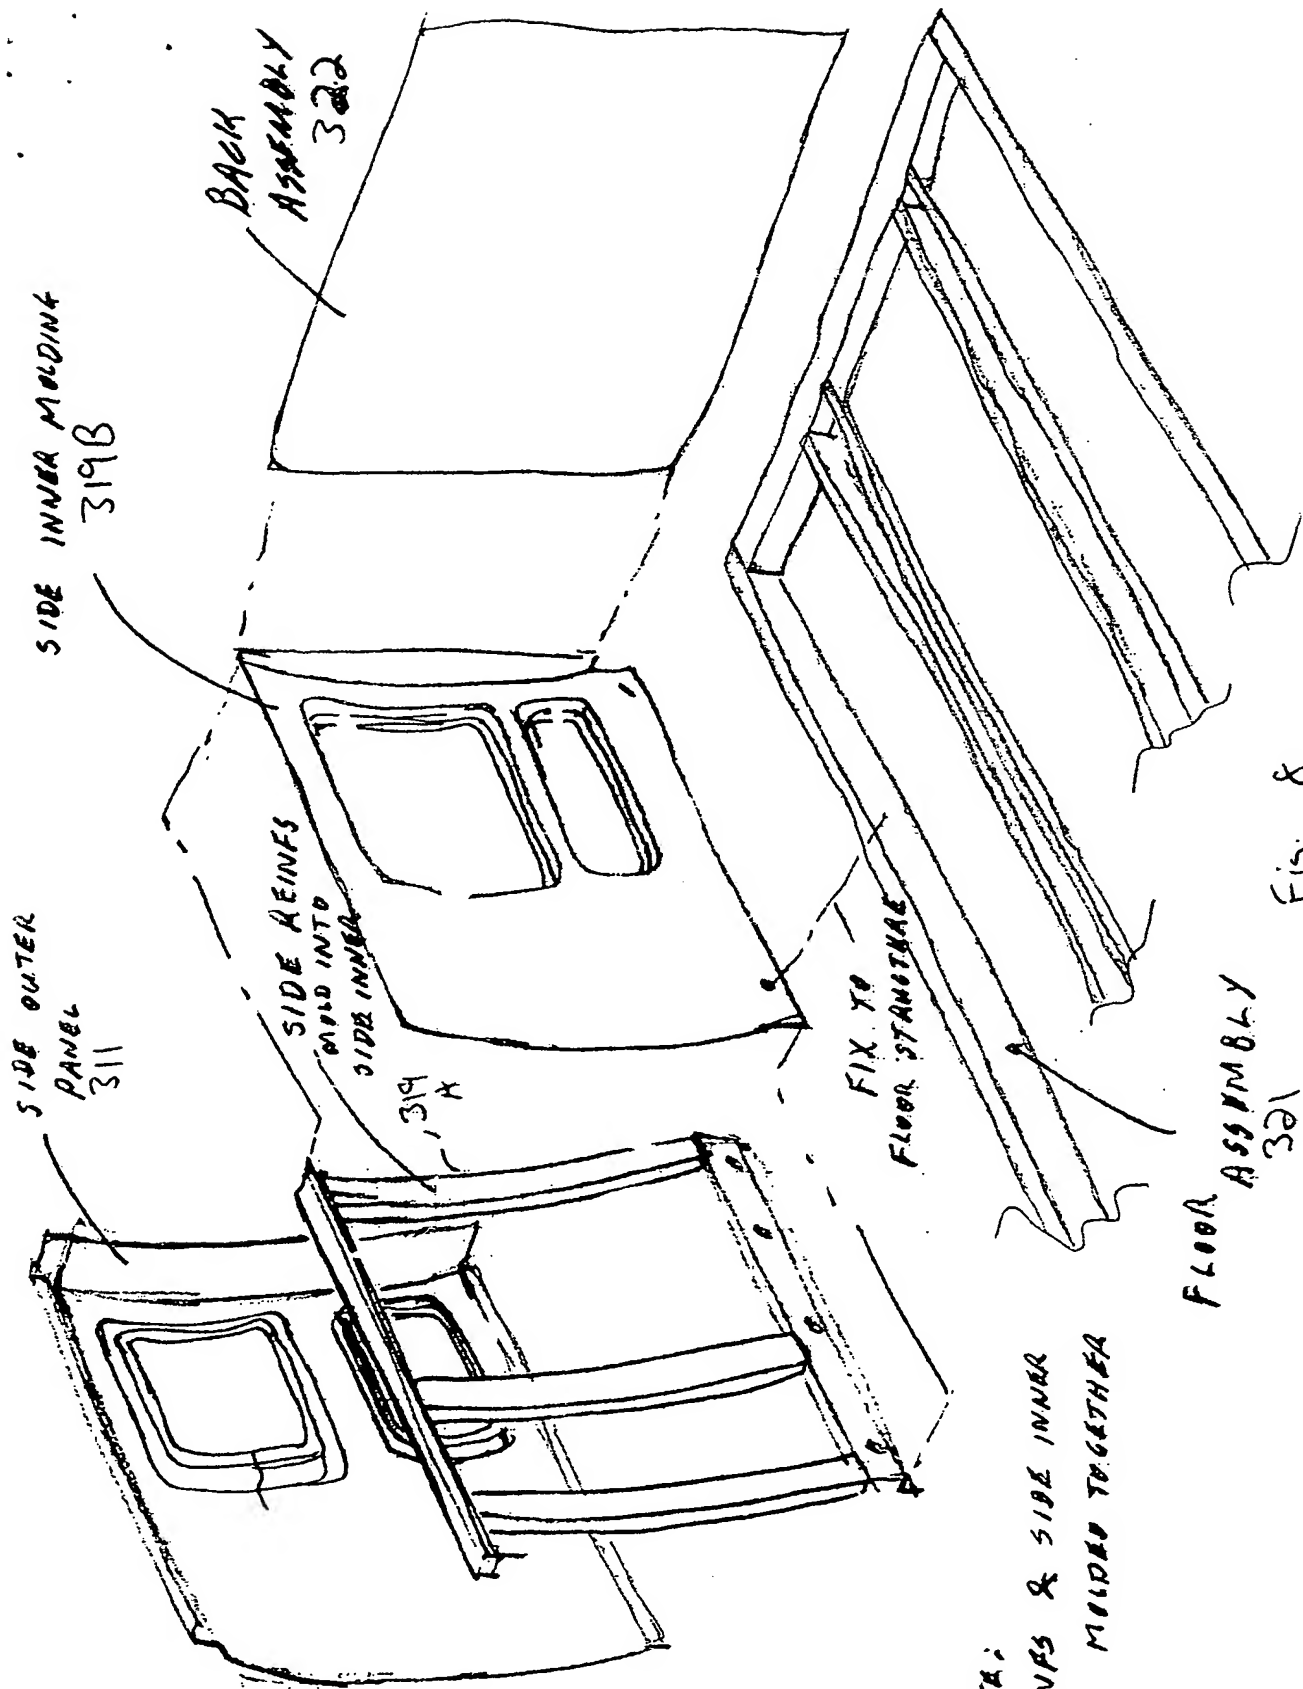 SIDE OUTER
PANEL
311
SIDE INNER MOLDING
319B
BACK
ASSEMBLY
322
SIDE REINFS
MOLD INTO
SIDE INNER
319
A
FIX TO
FLOOR STRUCTURE
FLOOR
ASSEMBLY
321
& SIDE INNER
MOLDED TOGETHER
Fig. 8